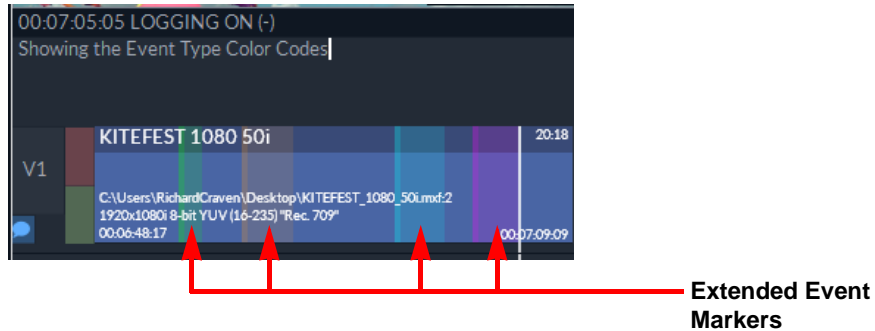 00:07:05:05 LOGGING ON (-)
Showing the Event Type Color Codes
KITEFEST 1080 50i
20:18
V1
C:\Users\RichardCraven\Desktop\KITEFEST_1080_50i.mxf:2
1920x1080i 8-bit YUV (16-235) "Rec. 709"
00:06:48:17
00:07:09:09
Extended Event
Markers